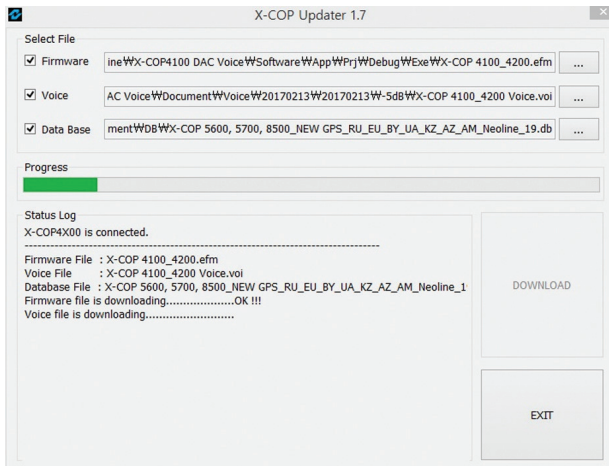 X-COP Updater 1.7
Select File
Firmware
ine₩X-COP4100 DAC Voice₩Software₩App₩Prj₩Debug₩Exe₩X-COP 4100_4200.efm
...
Voice
AC Voice₩Document₩Voice₩20170213₩20170213₩-5dB₩X-COP 4100_4200 Voice.voi
...
Data Base
ment₩DB₩X-COP 5600, 5700, 8500_NEW GPS_RU_EU_BY_UA_KZ_AZ_AM_Neoline_19.db
...
Progress
Status Log
X-COP4X00 is connected.
--------------------------------------------------------------------------------
Firmware File : X-COP 4100_4200.efm
Voice File : X-COP 4100_4200 Voice.voi
Database File : X-COP 5600, 5700, 8500_NEW GPS_RU_EU_BY_UA_KZ_AZ_AM_Neoline_1
Firmware file is downloading....................OK !!!
Voice file is downloading..........................
DOWNLOAD
EXIT